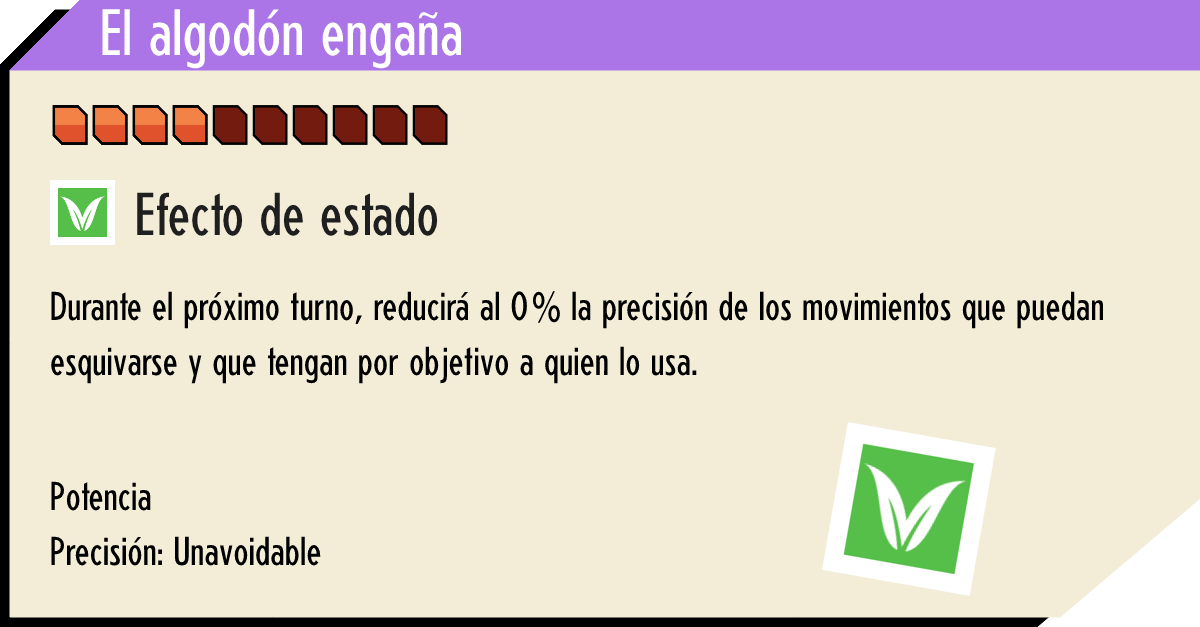 El algodón engaña
Efecto de estado
Durante el próximo turno, reducirá al 0% la precisión de los movimientos que puedan
esquivarse y que tengan por objetivo a quien lo usa.
Potencia
Precisión: Unavoidable